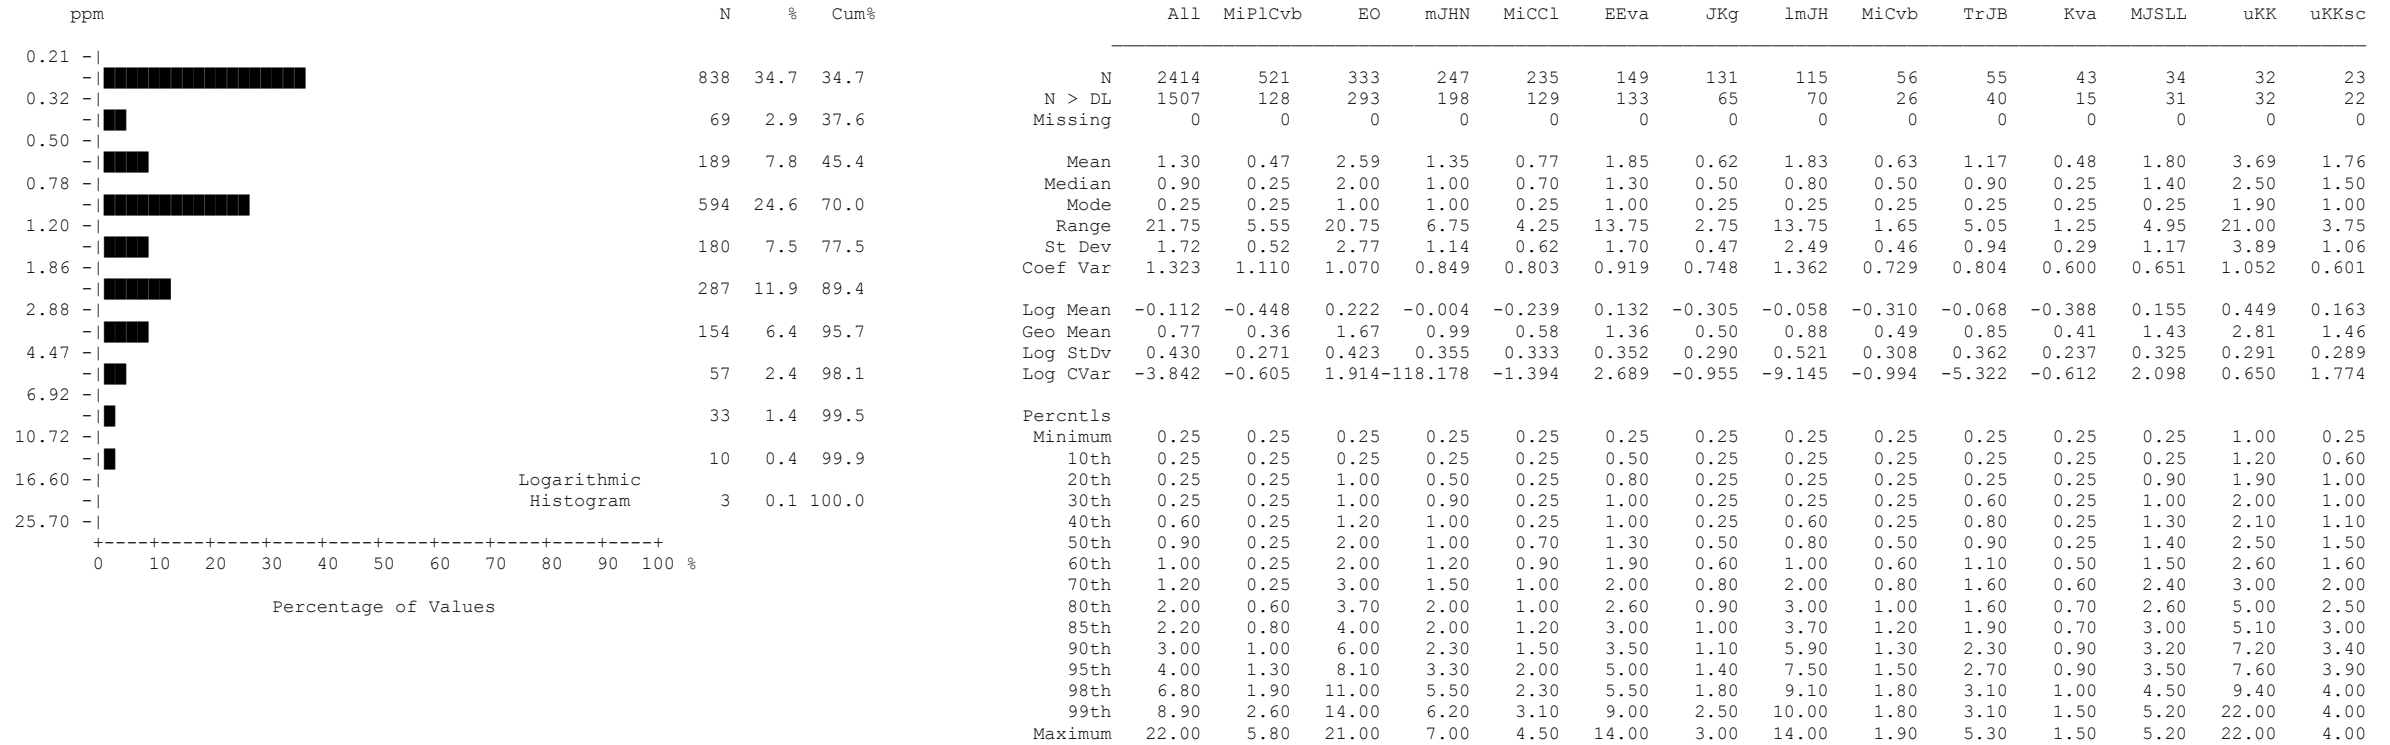 ppm N % Cum% All MiPlCvb EO mJHN MiCCl EEva JKg lmJH MiCvb TrJB Kva MJSLL uKK uKKsc
0.21 -|
-| 838 34.7 34.7 N 2414 521 333 247 235 149 131 115 56 55 43 34 32 23
0.32 -| N > DL 1507 128 293 198 129 133 65 70 26 40 15 31 32 22
-| 69 2.9 37.6 Missing 0 0 0 0 0 0 0 0 0 0 0 0 0 0
0.50 -|
-| 189 7.8 45.4 Mean 1.30 0.47 2.59 1.35 0.77 1.85 0.62 1.83 0.63 1.17 0.48 1.80 3.69 1.76
0.78 -| Median 0.90 0.25 2.00 1.00 0.70 1.30 0.50 0.80 0.50 0.90 0.25 1.40 2.50 1.50
-| 594 24.6 70.0 Mode 0.25 0.25 1.00 1.00 0.25 1.00 0.25 0.25 0.25 0.25 0.25 0.25 1.90 1.00
1.20 -| Range 21.75 5.55 20.75 6.75 4.25 13.75 2.75 13.75 1.65 5.05 1.25 4.95 21.00 3.75
-| 180 7.5 77.5 St Dev 1.72 0.52 2.77 1.14 0.62 1.70 0.47 2.49 0.46 0.94 0.29 1.17 3.89 1.06
1.86 -| Coef Var 1.323 1.110 1.070 0.849 0.803 0.919 0.748 1.362 0.729 0.804 0.600 0.651 1.052 0.601
-| 287 11.9 89.4
2.88 -| Log Mean -0.112 -0.448 0.222 -0.004 -0.239 0.132 -0.305 -0.058 -0.310 -0.068 -0.388 0.155 0.449 0.163
-| 154 6.4 95.7 Geo Mean 0.77 0.36 1.67 0.99 0.58 1.36 0.50 0.88 0.49 0.85 0.41 1.43 2.81 1.46
4.47 -| Log StDv 0.430 0.271 0.423 0.355 0.333 0.352 0.290 0.521 0.308 0.362 0.237 0.325 0.291 0.289
-| 57 2.4 98.1 Log CVar -3.842 -0.605 1.914-118.178 -1.394 2.689 -0.955 -9.145 -0.994 -5.322 -0.612 2.098 0.650 1.774
6.92 -|
-| 33 1.4 99.5 Percntls
10.72 -| Minimum 0.25 0.25 0.25 0.25 0.25 0.25 0.25 0.25 0.25 0.25 0.25 0.25 1.00 0.25
-| 10 0.4 99.9 10th 0.25 0.25 0.25 0.25 0.25 0.50 0.25 0.25 0.25 0.25 0.25 0.25 1.20 0.60
16.60 -| Logarithmic 20th 0.25 0.25 1.00 0.50 0.25 0.80 0.25 0.25 0.25 0.25 0.25 0.90 1.90 1.00
-| Histogram 3 0.1 100.0 30th 0.25 0.25 1.00 0.90 0.25 1.00 0.25 0.25 0.25 0.60 0.25 1.00 2.00 1.00
25.70 -| 40th 0.60 0.25 1.20 1.00 0.25 1.00 0.25 0.60 0.25 0.80 0.25 1.30 2.10 1.10
+----+----+----+----+----+----+----+----+----+----+ 50th 0.90 0.25 2.00 1.00 0.70 1.30 0.50 0.80 0.50 0.90 0.25 1.40 2.50 1.50
0 10 20 30 40 50 60 70 80 90 100 % 60th 1.00 0.25 2.00 1.20 0.90 1.90 0.60 1.00 0.60 1.10 0.50 1.50 2.60 1.60
70th 1.20 0.25 3.00 1.50 1.00 2.00 0.80 2.00 0.80 1.60 0.60 2.40 3.00 2.00
Percentage of Values 80th 2.00 0.60 3.70 2.00 1.00 2.60 0.90 3.00 1.00 1.60 0.70 2.60 5.00 2.50
85th 2.20 0.80 4.00 2.00 1.20 3.00 1.00 3.70 1.20 1.90 0.70 3.00 5.10 3.00
90th 3.00 1.00 6.00 2.30 1.50 3.50 1.10 5.90 1.30 2.30 0.90 3.20 7.20 3.40
95th 4.00 1.30 8.10 3.30 2.00 5.00 1.40 7.50 1.50 2.70 0.90 3.50 7.60 3.90
98th 6.80 1.90 11.00 5.50 2.30 5.50 1.80 9.10 1.80 3.10 1.00 4.50 9.40 4.00
99th 8.90 2.60 14.00 6.20 3.10 9.00 2.50 10.00 1.80 3.10 1.50 5.20 22.00 4.00
Maximum 22.00 5.80 21.00 7.00 4.50 14.00 3.00 14.00 1.90 5.30 1.50 5.20 22.00 4.00